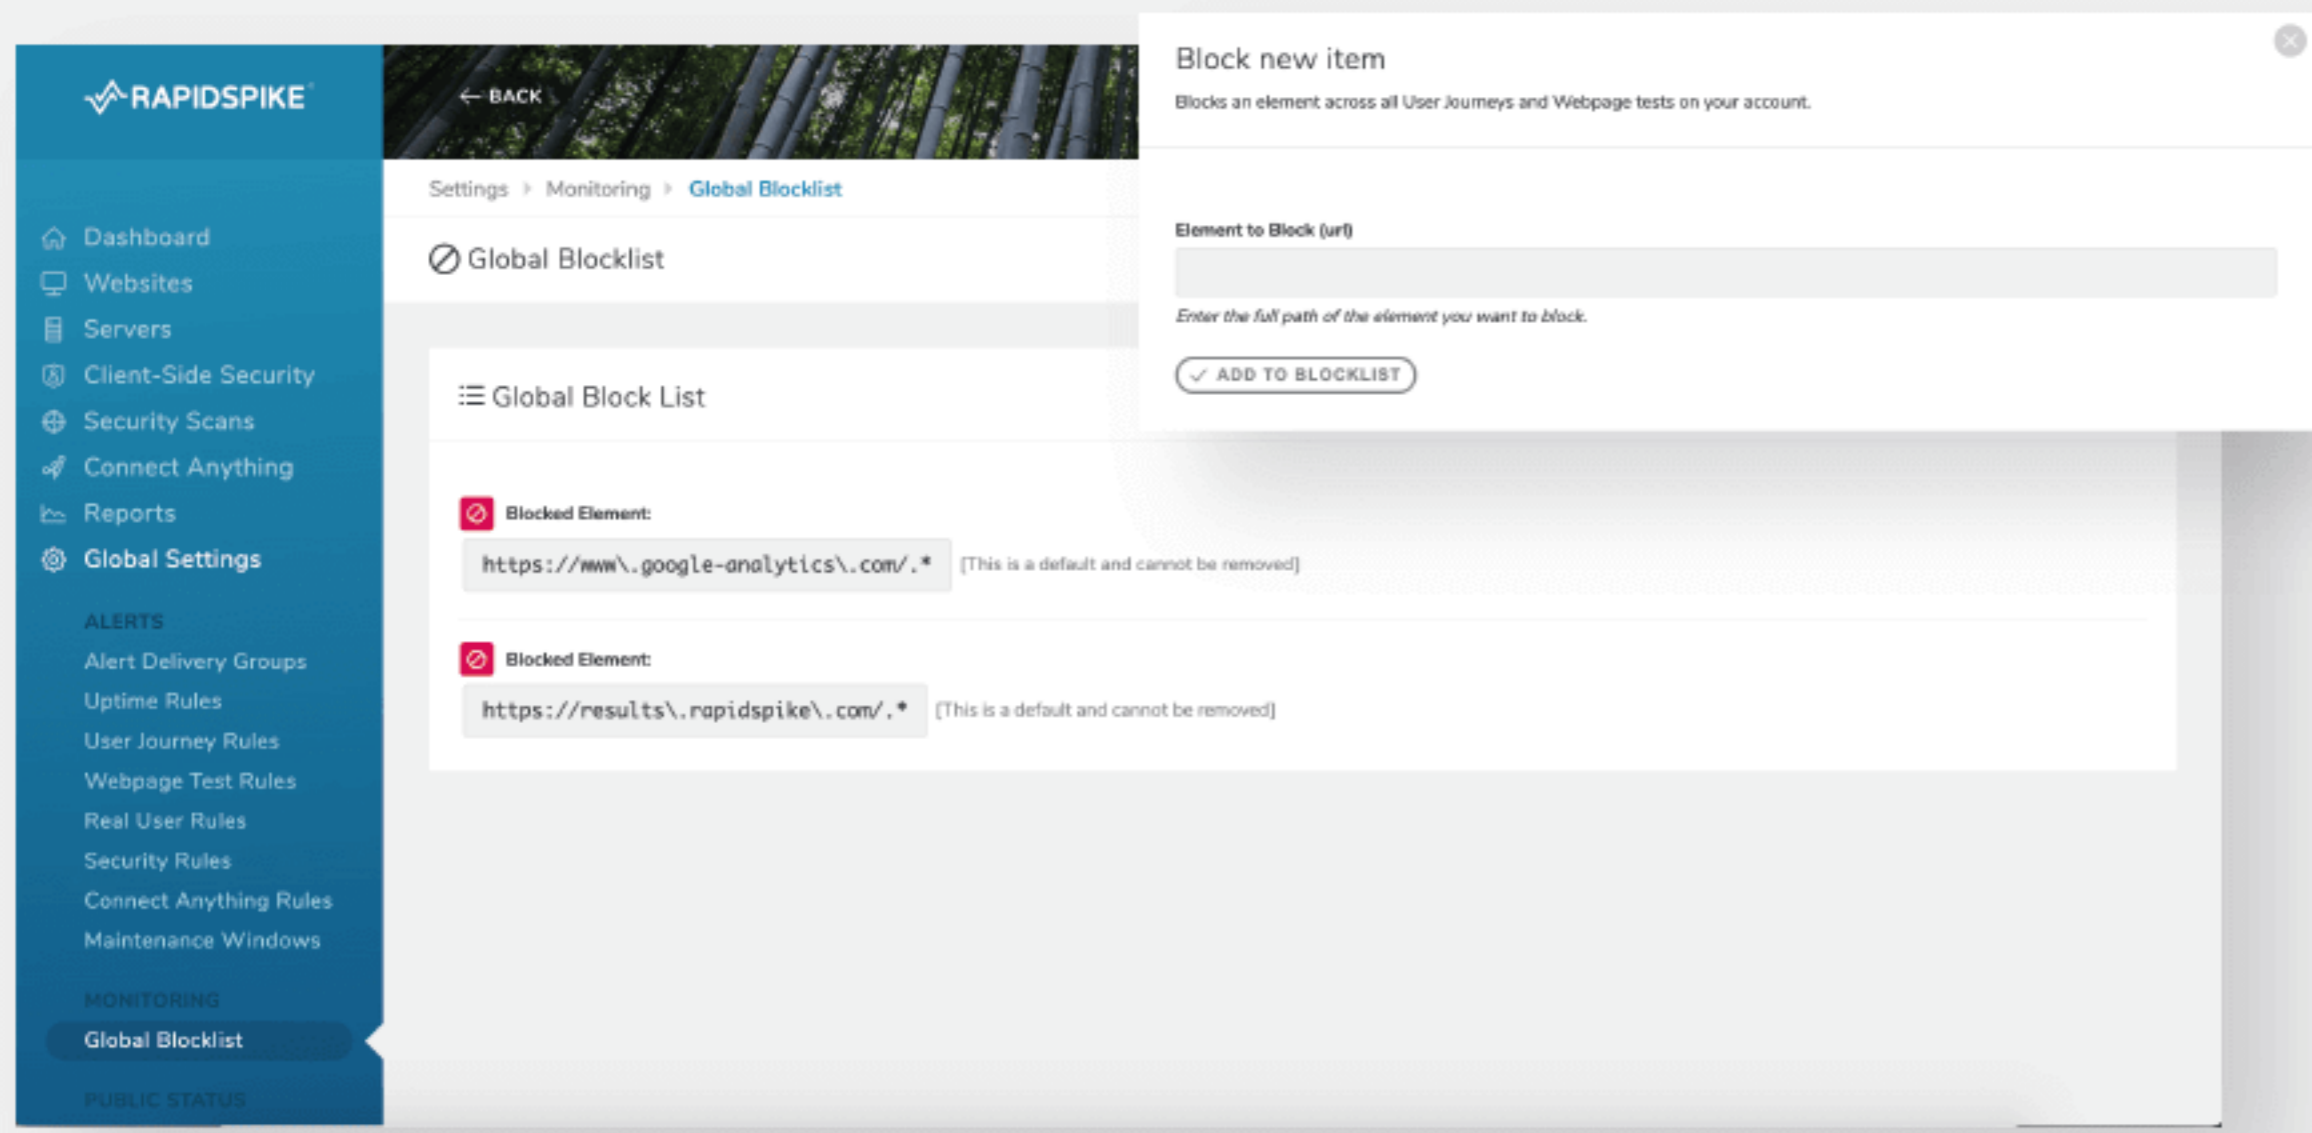 RAPIDSPIKE
Dashboard
Websites
Servers
Client-Side Security
Security Scans
Connect Anything
Reports
Global Settings
ALERTS
Alert Delivery Groups
Uptime Rules
User Journey Rules
Webpage Test Rules
Real User Rules
Security Rules
Connect Anything Rules
Maintenance Windows
MONITORING
Global Blocklist
PUBLIC STATUS
← BACK
Settings > Monitoring > Global Blocklist
Global Blocklist
Global Block List
Blocked Element:
https://www\.google-analytics\.com/.* [This is a default and cannot be removed]
Blocked Element:
https://results\.rapidspike\.com/.* [This is a default and cannot be removed]
Block new item
Blocks an element across all User Journeys and Webpage tests on your account.
Element to Block (url)
Enter the full path of the element you want to block.
ADD TO BLOCKLIST